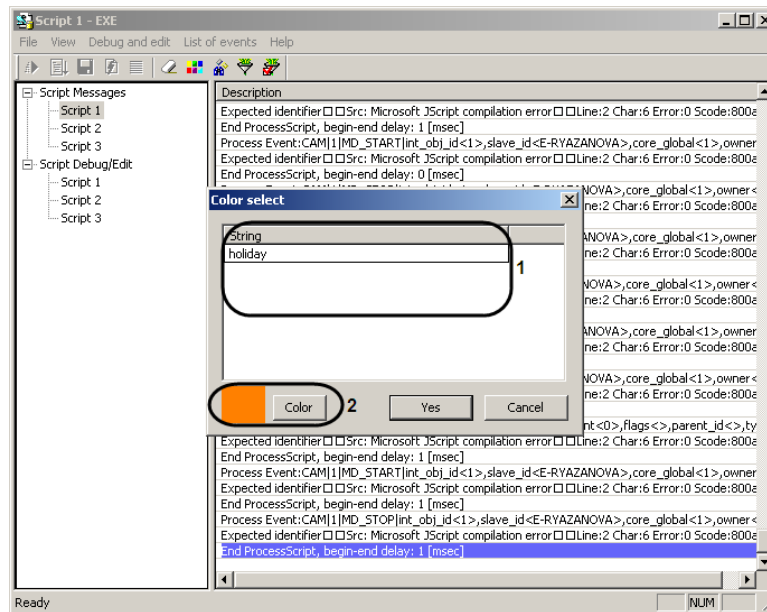 Script 1 - EXE
File View Debug and edit List of events Help
Script Messages
Script 1
Script 2
Script 3
Script Debug/Edit
Script 1
Script 2
Script 3
Description
Expected identifier□□Src: Microsoft JScript compilation error□□Line:2 Char:6 Error:0 Scode:800a
End ProcessScript, begin-end delay: 1 [msec]
Process Event:CAM|1|MD_START|int_obj_id<1>,slave_id<E-RYAZANOVA>,core_global<1>,owner
Expected identifier□□Src: Microsoft JScript compilation error□□Line:2 Char:6 Error:0 Scode:800a
End ProcessScript, begin-end delay: 0 [msec]
NOVA>,core_global<1>,owner<
ne:2 Char:6 Error:0 Scode:800a
ANOVA>,core_global<1>,owner
ne:2 Char:6 Error:0 Scode:800a
NOVA>,core_global<1>,owner<
ne:2 Char:6 Error:0 Scode:800a
ANOVA>,core_global<1>,owner
ne:2 Char:6 Error:0 Scode:800a
NOVA>,core_global<1>,owner<
ne:2 Char:6 Error:0 Scode:800a
nt<0>,flags<>,parent_id<>,ty
Color select
String
holiday
1
Color
2
Yes
Cancel
Expected identifier□□Src: Microsoft JScript compilation error□□Line:2 Char:6 Error:0 Scode:800a
End ProcessScript, begin-end delay: 1 [msec]
Process Event:CAM|1|MD_START|int_obj_id<1>,slave_id<E-RYAZANOVA>,core_global<1>,owner
Expected identifier□□Src: Microsoft JScript compilation error□□Line:2 Char:6 Error:0 Scode:800a
End ProcessScript, begin-end delay: 1 [msec]
Process Event:CAM|1|MD_STOP|int_obj_id<1>,slave_id<E-RYAZANOVA>,core_global<1>,owner<
Expected identifier□□Src: Microsoft JScript compilation error□□Line:2 Char:6 Error:0 Scode:800a
End ProcessScript, begin-end delay: 1 [msec]
Ready
NUM